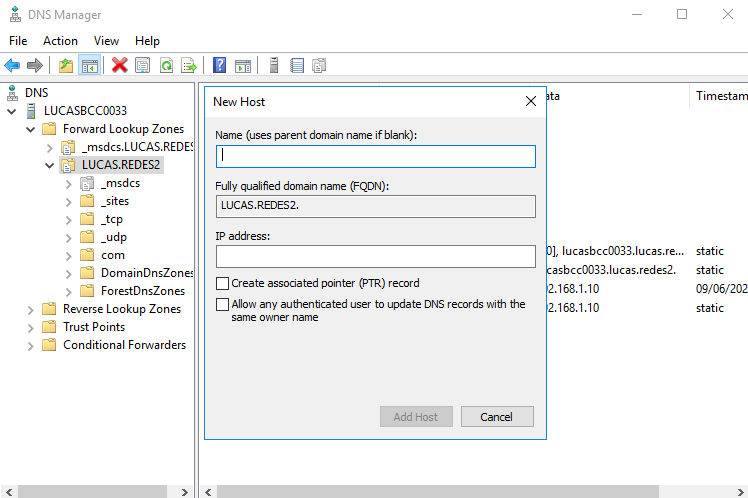 DNS Manager
File Action View Help
DNS
LUCASBCC0033
Forward Lookup Zones
_msdcs.LUCAS.REDES
LUCAS.REDES2
_msdcs
_sites
_tcp
_udp
com
DomainDnsZones
ForestDnsZones
Reverse Lookup Zones
Trust Points
Conditional Forwarders
New Host
Name (uses parent domain name if blank):
Fully qualified domain name (FQDN):
LUCAS.REDES2.
IP address:
Create associated pointer (PTR) record
Allow any authenticated user to update DNS records with the
same owner name
Add Host Cancel
ata Timestam
0], lucasbcc0033.lucas.re... static
casbcc0033.lucas.redes2. static
02.168.1.10 09/06/202
02.168.1.10 static